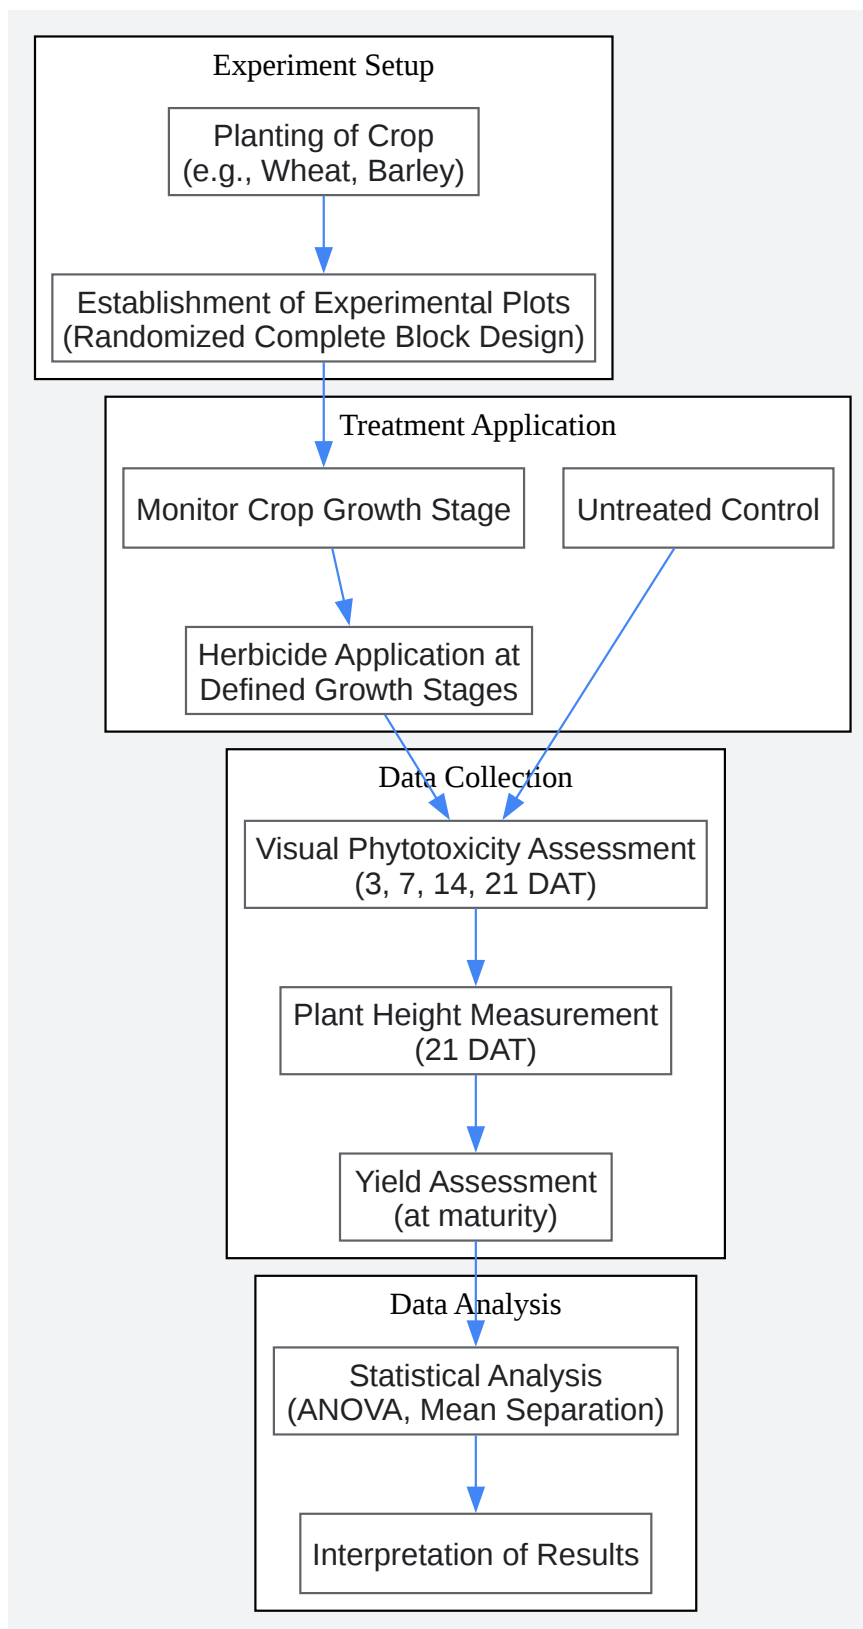 Experiment Setup
Planting of Crop
(e.g., Wheat, Barley)
Establishment of Experimental Plots
(Randomized Complete Block Design)
Treatment Application
Monitor Crop Growth Stage
Untreated Control
Herbicide Application at
Defined Growth Stages
Data Collection
Visual Phytotoxicity Assessment
(3, 7, 14, 21 DAT)
Plant Height Measurement
(21 DAT)
Yield Assessment
(at maturity)
Data Analysis
Statistical Analysis
(ANOVA, Mean Separation)
Interpretation of Results